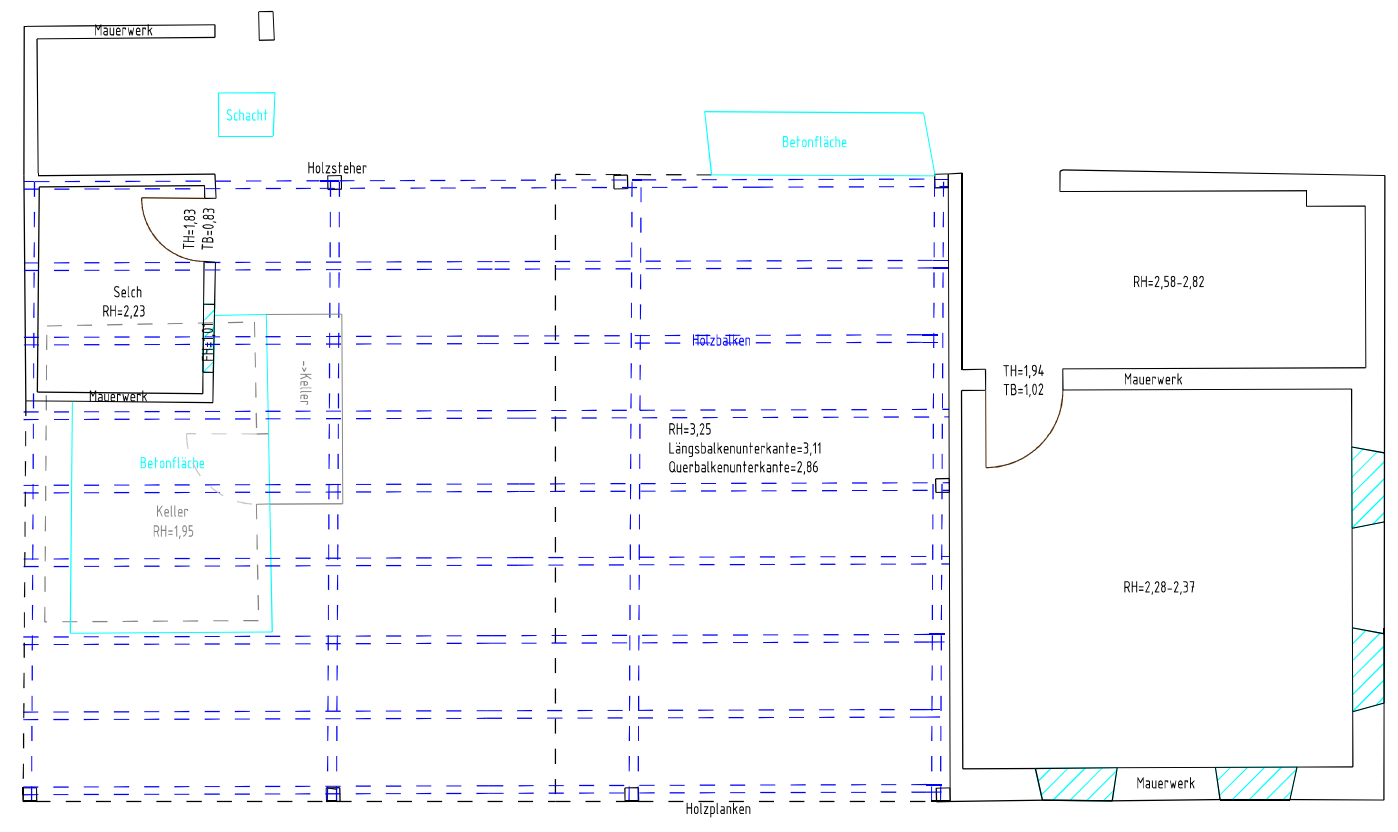 Mauerwerk
Schacht
Betonfläche
Holzsteher
TH=1,83
TB=0,83
Selch
RH=2,23
RH=2,58-2,82
Holzbalken
->Keller
TH=1,94
TB=1,02
Mauerwerk
Mauerwerk
RH=3,25
Längsbalkenunterkante=3,11
Querbalkenunterkante=2,86
Betonfläche
Keller
RH=1,95
RH=2,28-2,37
Mauerwerk
Holzplanken